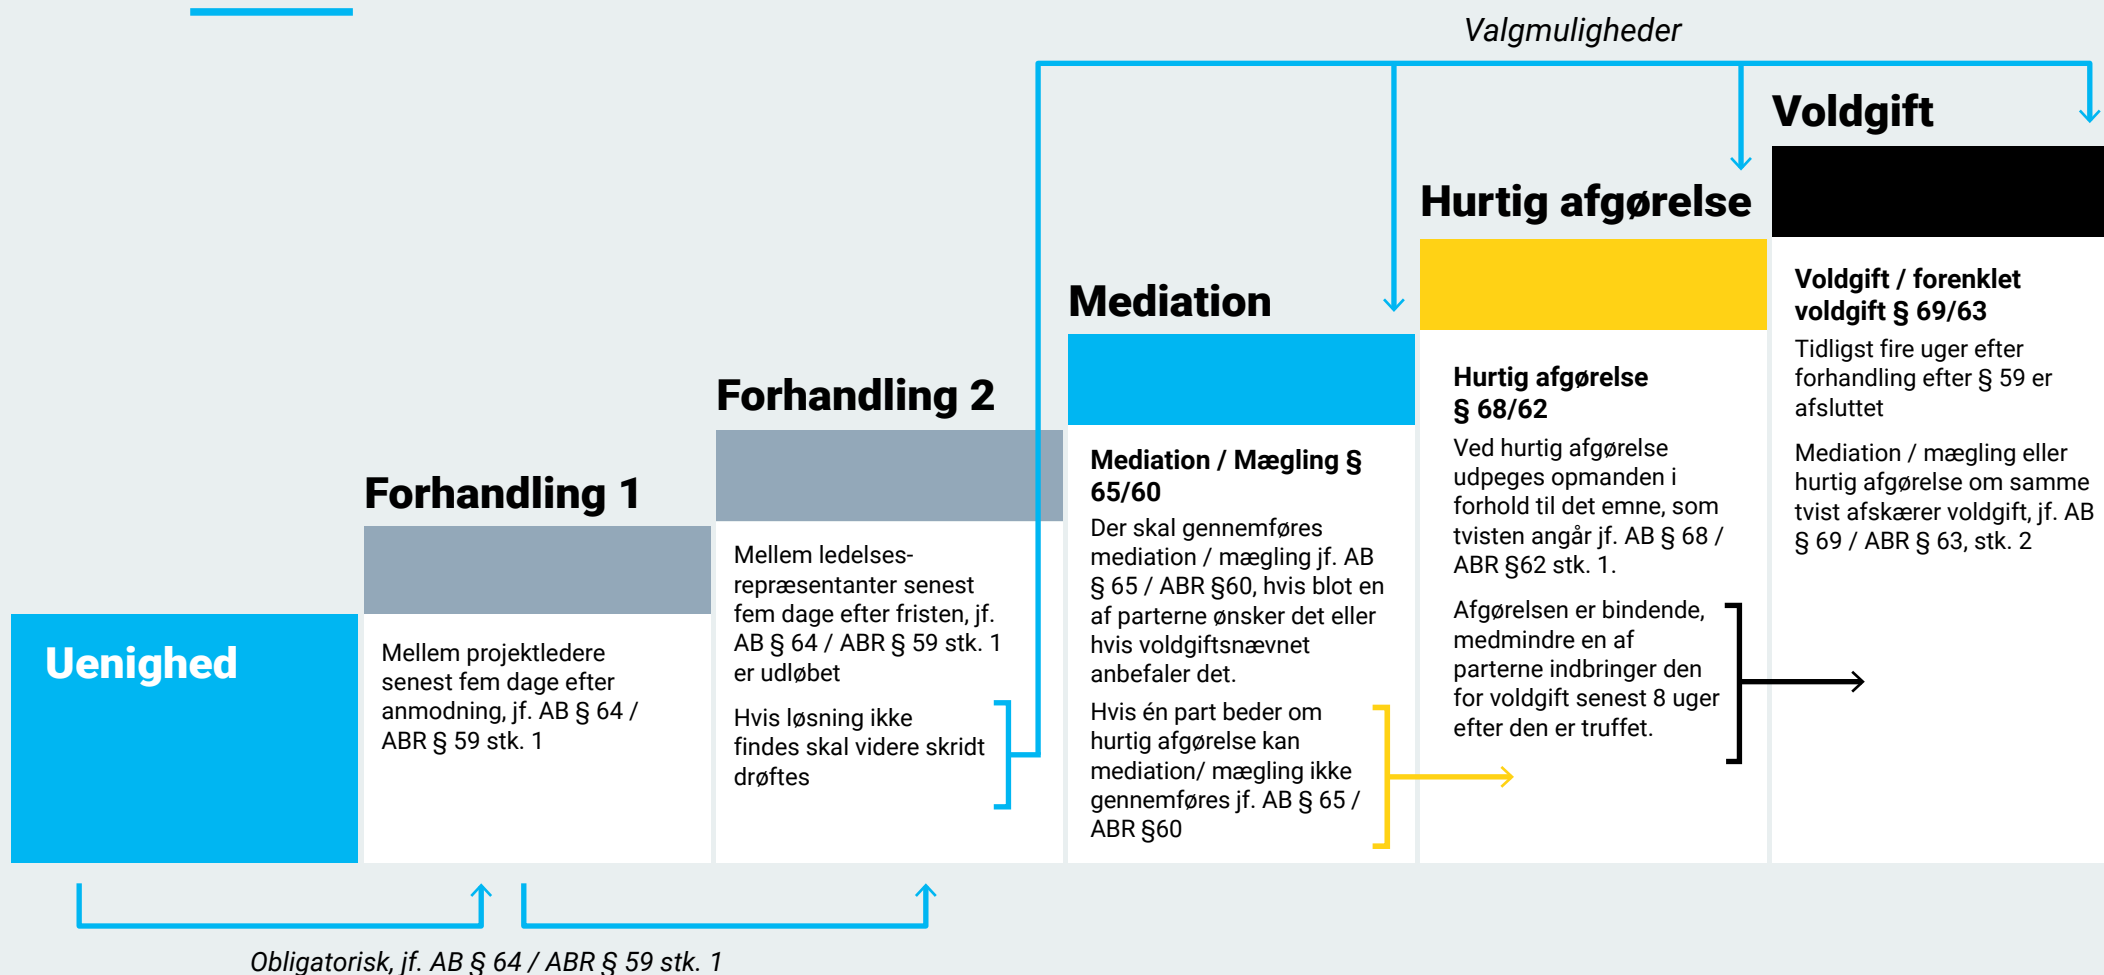 Valgmuligheder
Uenighed
Forhandling 1
Mellem projektledere
senest fem dage efter
anmodning, jf. AB § 64 /
ABR § 59 stk. 1
Forhandling 2
Mellem ledelses-
repræsentanter senest
fem dage efter fristen, jf.
AB § 64 / ABR § 59 stk. 1
er udløbet
Hvis løsning ikke
findes skal videre skridt
drøftes
Mediation
Mediation / Mægling §
65/60
Der skal gennemføres
mediation / mægling jf. AB
§ 65 / ABR §60, hvis blot en
af parterne ønsker det eller
hvis voldgiftsnævnet
anbefaler det.
Hvis én part beder om
hurtig afgørelse kan
mediation/ mægling ikke
gennemføres jf. AB § 65 /
ABR §60
Hurtig afgørelse
Hurtig afgørelse
§ 68/62
Ved hurtig afgørelse
udpeges opmanden i
forhold til det emne, som
tvisten angår jf. AB § 68 /
ABR §62 stk. 1.
Afgørelsen er bindende,
medmindre en af
parterne indbringer den
for voldgift senest 8 uger
efter den er truffet.
Voldgift
Voldgift / forenklet
voldgift § 69/63
Tidligst fire uger efter
forhandling efter § 59 er
afsluttet
Mediation / mægling eller
hurtig afgørelse om samme
tvist afskærer voldgift, jf. AB
§ 69 / ABR § 63, stk. 2
Obligatorisk, jf. AB § 64 / ABR § 59 stk. 1